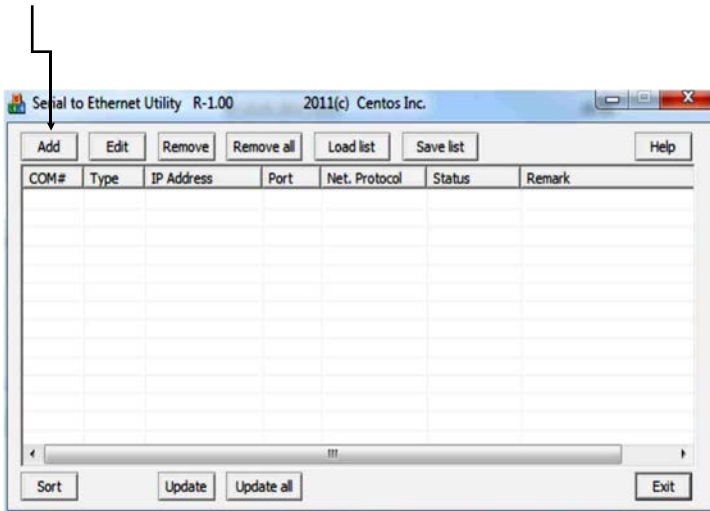 Serial to Ethernet Utility R-1.00 2011(c) Centos Inc.
Add Edit Remove Remove all Load list Save list Help
COM# Type IP Address Port Net. Protocol Status Remark
Sort Update Update all Exit